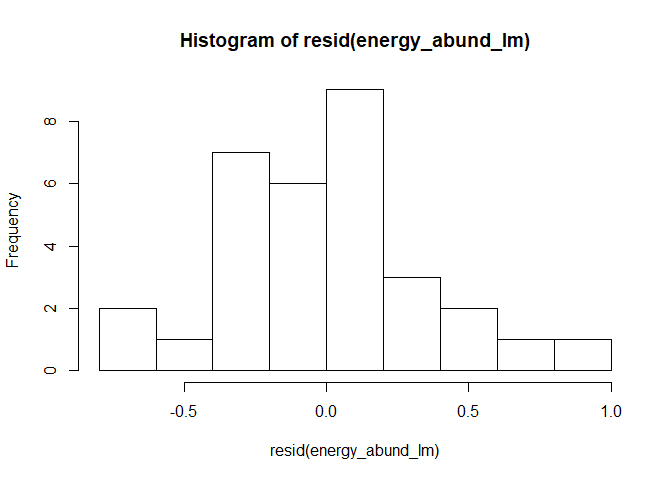 Histogram of resid(energy_abund_lm)
Frequency
8
6
4
2
0
-0.5 0.0 0.5 1.0
resid(energy_abund_lm)